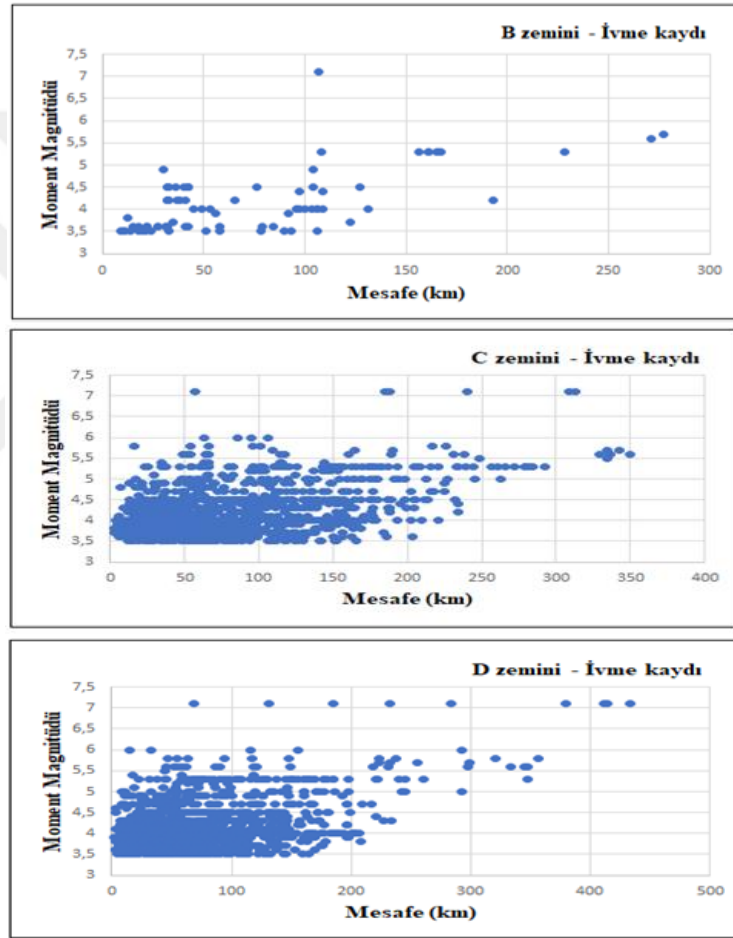 B zemini - İvme kaydı
Moment Magnitüdü
7,5
7
6,5
6
5,5
5
4,5
4
3,5
3
0 50 100 150 200 250 300
Mesafe (km)
C zemini - İvme kaydı
Moment Magnitüdü
7,5
7
6,5
6
5,5
5
4,5
4
3,5
3
0 50 100 150 200 250 300 350 400
Mesafe (km)
D zemini - İvme kaydı
Moment Magnitüdü
7,5
7
6,5
6
5,5
5
4,5
4
3,5
3
0 100 200 300 400 500
Mesafe (km)